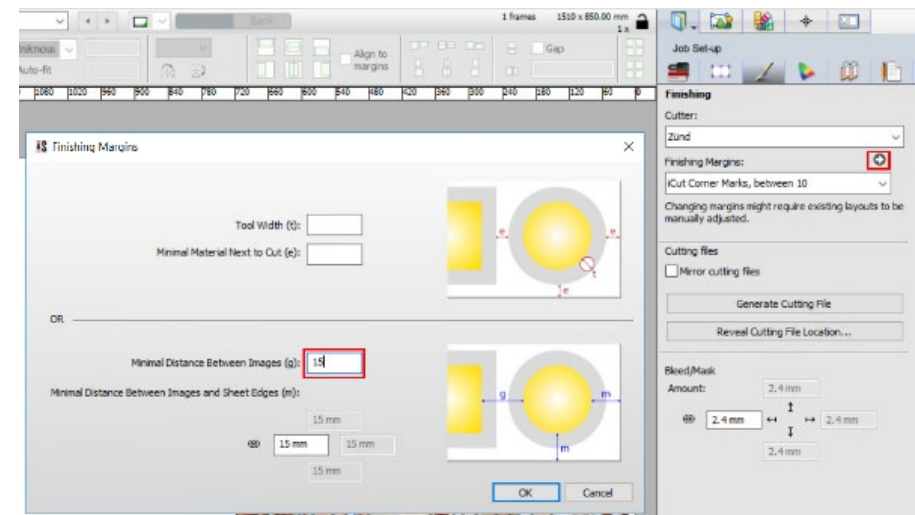 Back
1 frames 1510 x 850.00 mm
1x
Unknown
Auto-fit
Align to
margins
Gap
1080 1020 960 900 840 780 720 660 600 540 480 420 360 300 240 180 120 60 0
Finishing Margins
Tool Width (t):
Minimal Material Next to Cut (e):
e
e
t
e
OR
Minimal Distance Between Images (g): 15
Minimal Distance Between Images and Sheet Edges (m):
15 mm
15 mm 15 mm
15 mm
g
m
m
OK Cancel
Job Set-up
Finishing
Cutter:
Zünd
Finishing Margins:
iCut Corner Marks, between 10
Changing margins might require existing layouts to be
manually adjusted.
Cutting files
Mirror cutting files
Generate Cutting File
Reveal Cutting File Location...
Bleed/Mask
Amount: 2.4 mm
2.4 mm 2.4 mm
2.4 mm